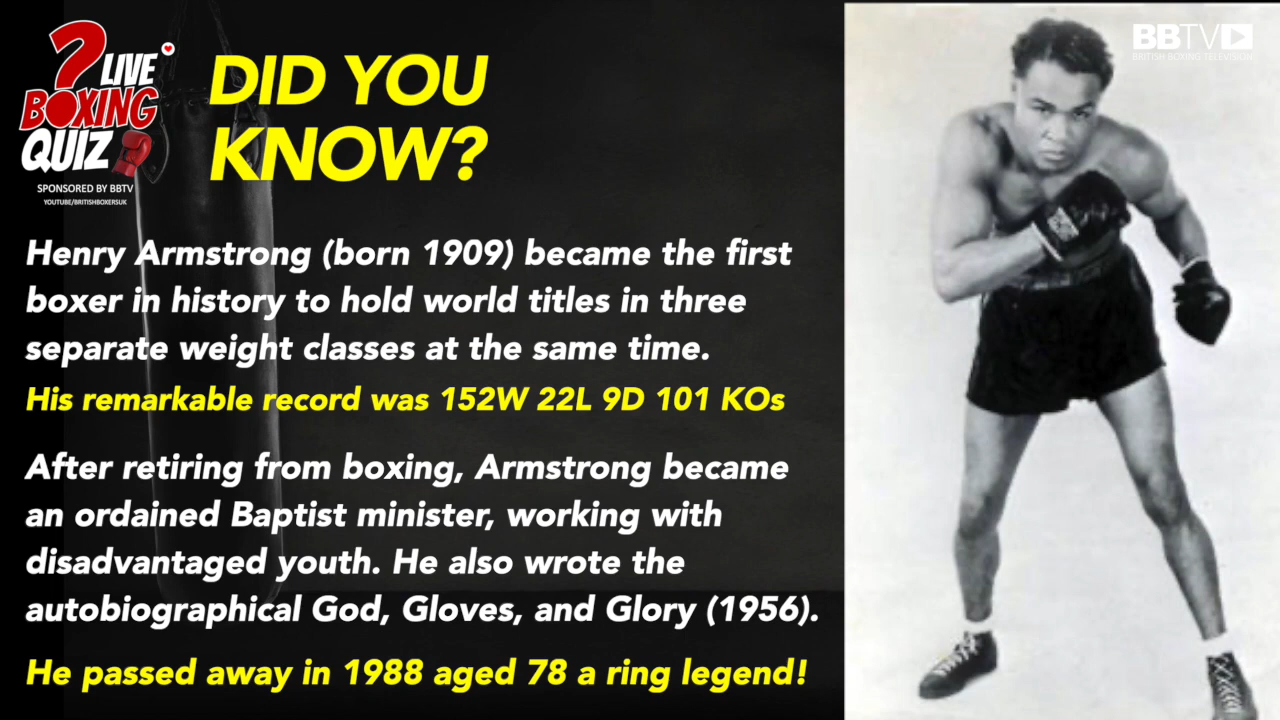 ? LIVE
BOXING
QUIZ
SPONSORED BY BBTV
YOUTUBE/BRITISHBOXERSUK
DID YOU
KNOW?
BBTV
BRITISH BOXING TELEVISION
Henry Armstrong (born 1909) became the first
boxer in history to hold world titles in three
separate weight classes at the same time.
His remarkable record was 152W 22L 9D 101 KOs
After retiring from boxing, Armstrong became
an ordained Baptist minister, working with
disadvantaged youth. He also wrote the
autobiographical God, Gloves, and Glory (1956).
He passed away in 1988 aged 78 a ring legend!